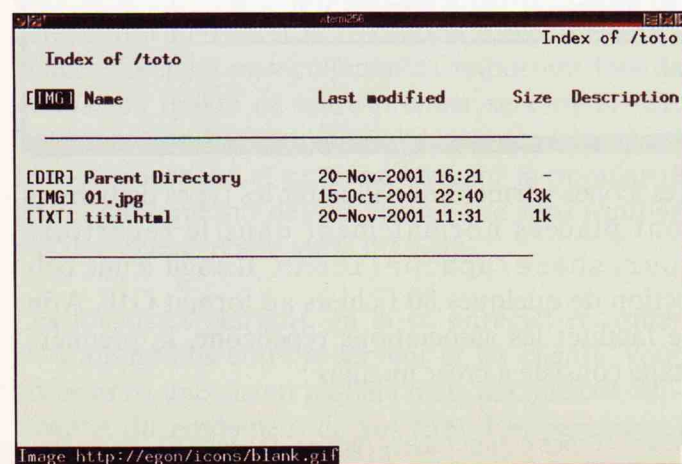 xterm256
Index of /toto
Index of /toto
[IMG] Name Last modified Size Description
[DIR] Parent Directory 20-Nov-2001 16:21
[IMG] 01.jpg 15-Oct-2001 22:40 43k
[TXT] titi.html 20-Nov-2001 11:31 1k
Image http://egon/icons/blank.gif